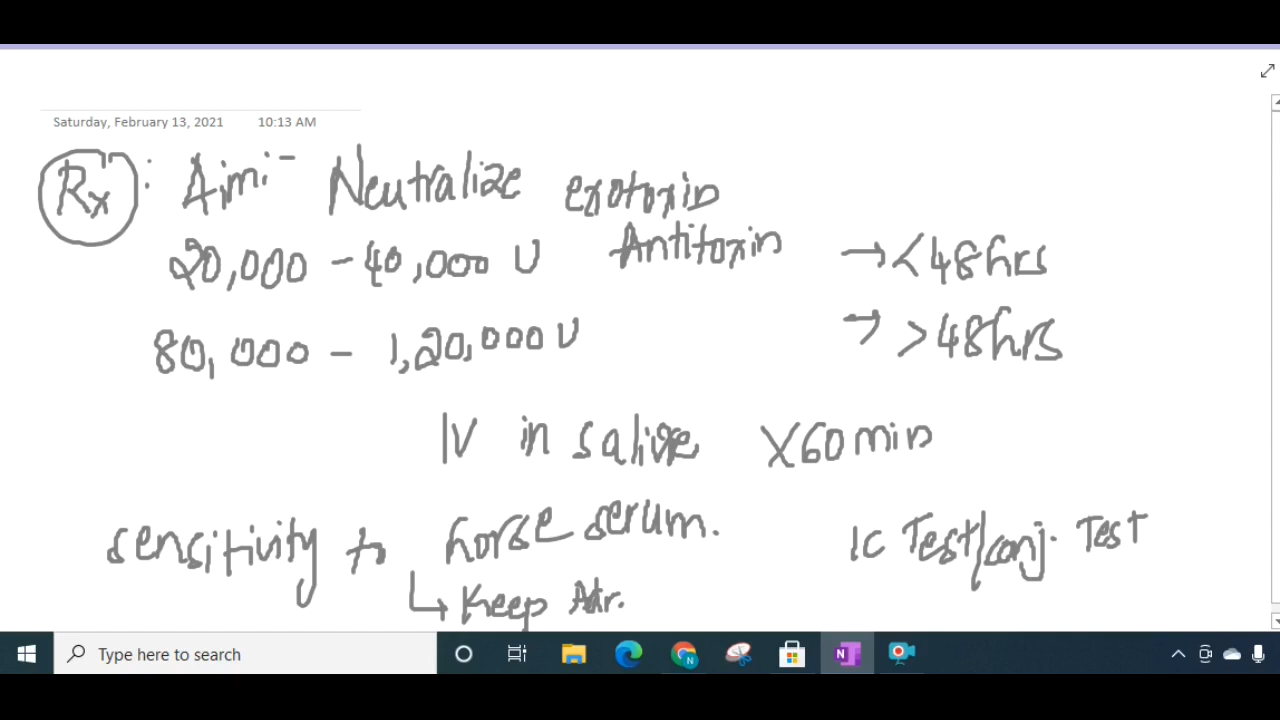 Saturday, February 13, 2021 10:13 AM
Rx : Aim:- Neutralize exotoxin
20,000 - 40,000 U Antitoxin → <48hrs
80,000 - 1,20,000 U → >48hrs
IV in saline X60min
sensitivity to horse serum. IC Test/conj. Test
↳ Keep Adr.
Type here to search